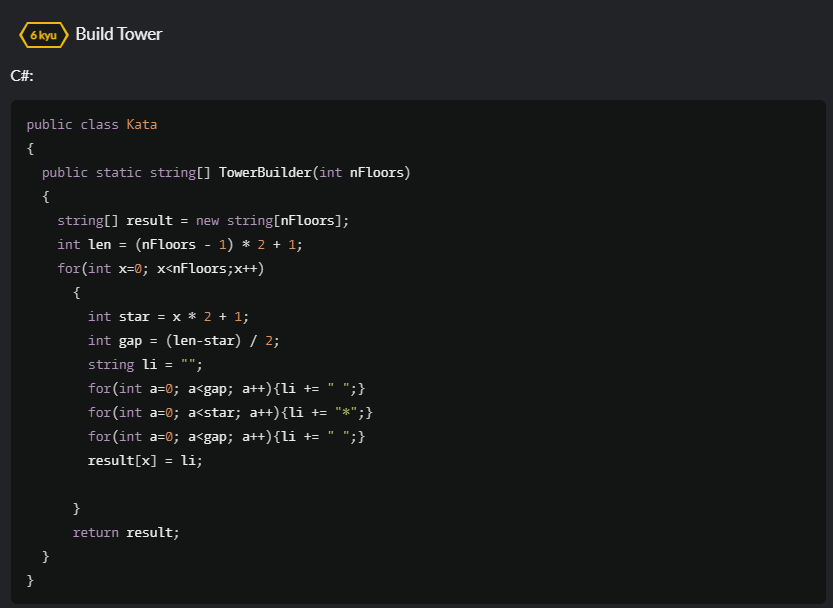 6 kyu Build Tower
C#:
public class Kata
{
  public static string[] TowerBuilder(int nFloors)
  {
    string[] result = new string[nFloors];
    int len = (nFloors - 1) * 2 + 1;
    for(int x=0; x<nFloors;x++)
      {
        int star = x * 2 + 1;
        int gap = (len-star) / 2;
        string li = "";
        for(int a=0; a<gap; a++){li += " ";}
        for(int a=0; a<star; a++){li += "*";}
        for(int a=0; a<gap; a++){li += " ";}
        result[x] = li;
      }
      return result;
  }
}